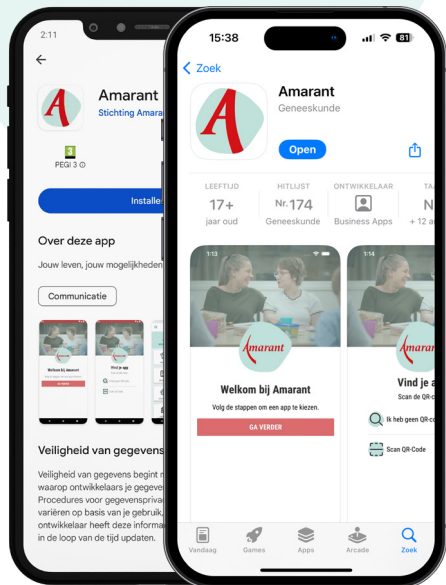 2:11
Amarant
Stichting Amara
3
PEGI 3
Over deze app
Jouw leven, jouw mogelijkheden
Communicatie
Welkom bij Amarant
Vind je app
Veiligheid van gegevens
Veiligheid van gegevens begint
waarop ontwikkelaars je gegeve
Procedures voor gegevensprivac
variëren op basis van je gebruik,
ontwikkelaar heeft deze informa
in de loop van de tijd updaten.
15:38
81
Zoek
Amarant
Geneeskunde
Open
LEEFTIJD
17+
jaar oud
HITLIJST
Nr. 174
Geneeskunde
ONTWIKKELAAR
Business Apps
TA
N
+ 12 a
1:13
Amarant
Welkom bij Amarant
Volg de stappen om een app te kiezen.
GA VERDER
1:14
Amaran
Vind je a
Scan de QR-c
Ik heb geen QR-co
Scan QR-Code
Vandaag
Games
Apps
Arcade
Zoek